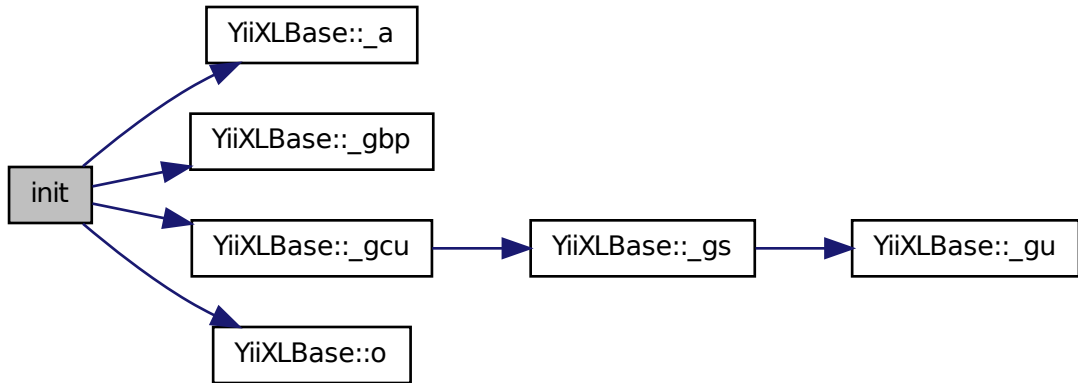 YiiXLBase::_a
YiiXLBase::_gbp
init
YiiXLBase::_gcu
YiiXLBase::_gs
YiiXLBase::_gu
YiiXLBase::o